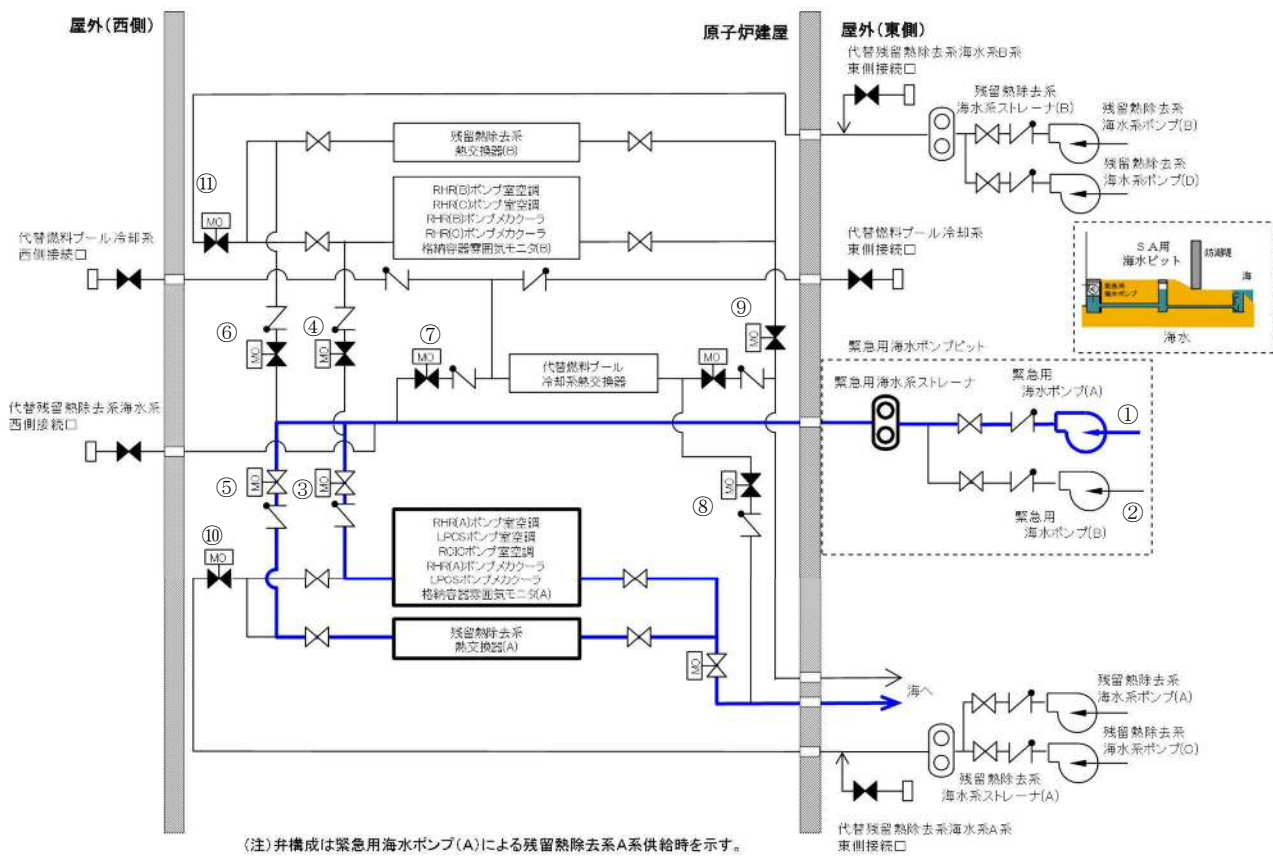 屋外(西側)
原子炉建屋
屋外(東側)
代替残留熱除去系海水系B系
東側接続口
残留熱除去系
海水系ストレーナ(B)
残留熱除去系
海水系ポンプ(B)
残留熱除去系
海水系ポンプ(D)
残留熱除去系
熱交換器(B)
⑪
MO
RHR(B)ポンプ室空調
RHR(C)ポンプ室空調
RHR(B)ポンプメカクーラ
RHR(C)ポンプメカクーラ
格納容器雰囲気モニタ(B)
代替燃料プール冷却系
西側接続口
代替燃料プール冷却系
東側接続口
SA用
海水ピット
防潮堤
海
緊急用
海水ポンプ
海水
⑥
MO
④
MO
⑦
MO
代替燃料プール
冷却系熱交換器
MO
⑨
MO
緊急用海水ポンプピット
緊急用海水系ストレーナ
緊急用
海水ポンプ(A)
①
代替残留熱除去系海水系
西側接続口
⑤
MO
③
MO
⑧
MO
②
緊急用
海水ポンプ(B)
⑩
MO
RHR(A)ポンプ室空調
LPCSポンプ室空調
RCICポンプ室空調
RHR(A)ポンプメカクーラ
LPCSポンプメカクーラ
格納容器雰囲気モニタ(A)
残留熱除去系
熱交換器(A)
MO
海へ
残留熱除去系
海水系ポンプ(A)
残留熱除去系
海水系ポンプ(C)
残留熱除去系
海水系ストレーナ(A)
代替残留熱除去系海水系A系
東側接続口
(注)弁構成は緊急用海水ポンプ(A)による残留熱除去系A系供給時を示す。